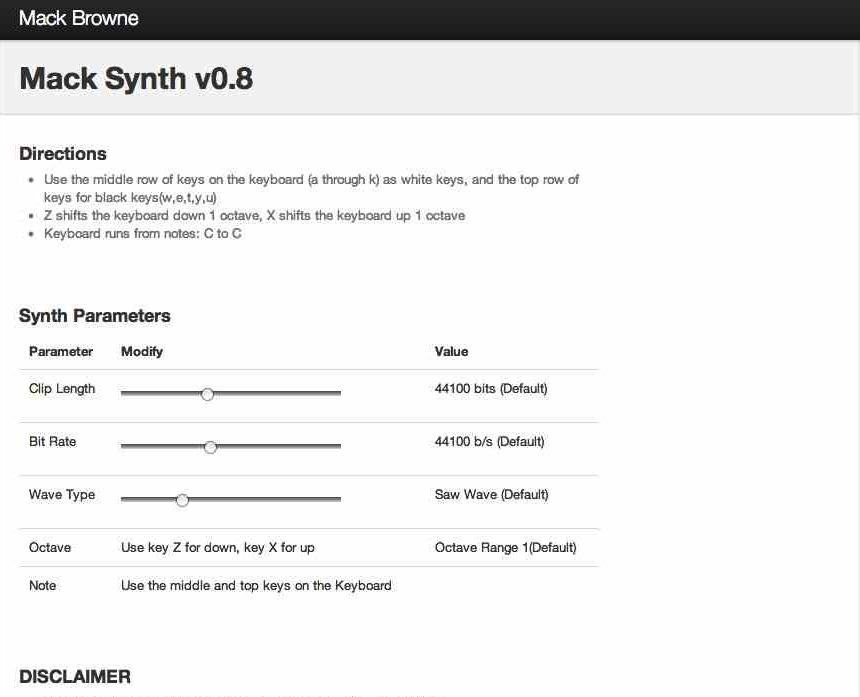 Mack Browne
Mack Synth v0.8
Directions
Use the middle row of keys on the keyboard (a through k) as white keys, and the top row of
keys for black keys(w,e,t,y,u)
Z shifts the keyboard down 1 octave, X shifts the keyboard up 1 octave
Keyboard runs from notes: C to C
Synth Parameters
Parameter Modify Value
Clip Length 44100 bits (Default)
Bit Rate 44100 b/s (Default)
Wave Type Saw Wave (Default)
Octave Use key Z for down, key X for up Octave Range 1(Default)
Note Use the middle and top keys on the Keyboard
DISCLAIMER